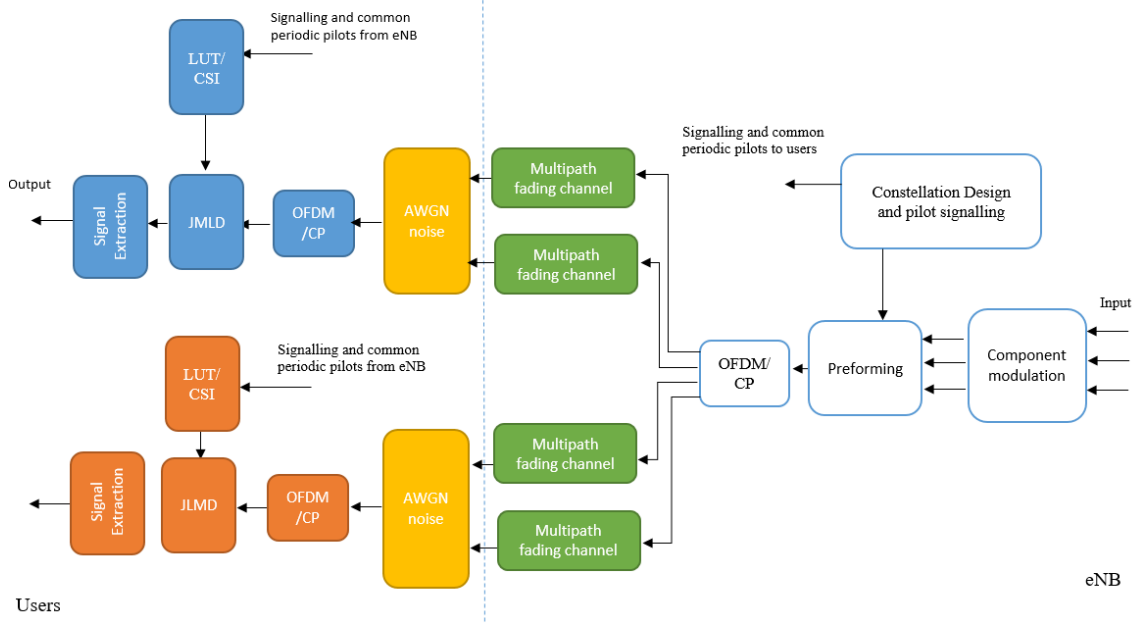 Signalling and common
periodic pilots from eNB
LUT/
CSI
Signalling and common
periodic pilots to users
Constellation Design
and pilot signalling
Multipath
fading channel
Output
Signal
Extraction
JMLD
OFDM
/CP
AWGN
noise
Multipath
fading channel
Input
Signalling and common
periodic pilots from eNB
LUT/
CSI
OFDM/
CP
Preforming
Component
modulation
Multipath
fading channel
Signal
Extraction
JLMD
OFDM
/CP
AWGN
noise
Multipath
fading channel
eNB
Users